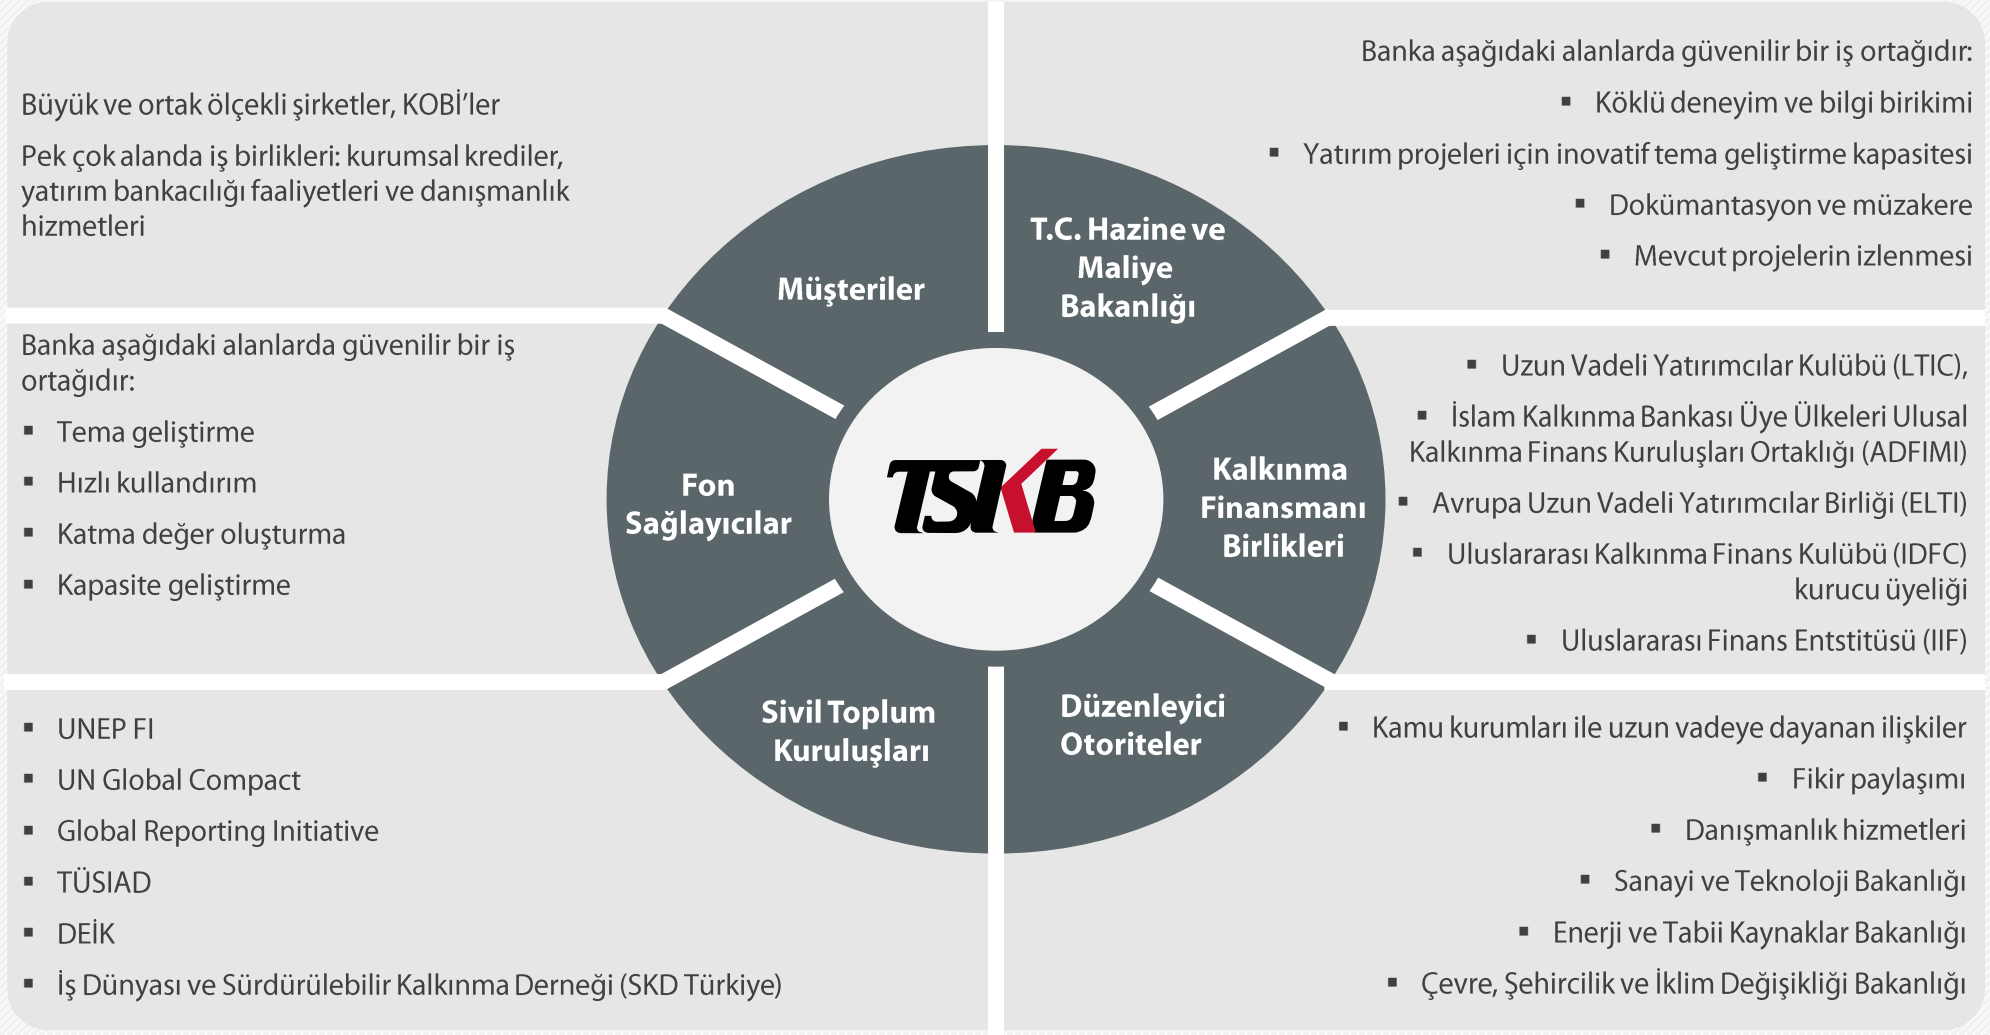 Büyük ve ortak ölçekli şirketler, KOBİ’ler
Pek çok alanda iş birlikleri: kurumsal krediler,
yatırım bankacılığı faaliyetleri ve danışmanlık
hizmetleri
Müşteriler
Banka aşağıdaki alanlarda güvenilir bir iş ortağıdır:
▪ Köklü deneyim ve bilgi birikimi
▪ Yatırım projeleri için inovatif tema geliştirme kapasitesi
▪ Dokümantasyon ve müzakere
▪ Mevcut projelerin izlenmesi
T.C. Hazine ve
Maliye
Bakanlığı
Banka aşağıdaki alanlarda güvenilir bir iş
ortağıdır:
▪ Tema geliştirme
▪ Hızlı kullandırım
▪ Katma değer oluşturma
▪ Kapasite geliştirme
Fon
Sağlayıcılar
TSKB
Kalkınma
Finansmanı
Birlikleri
▪ Uzun Vadeli Yatırımcılar Kulübü (LTIC),
▪ İslam Kalkınma Bankası Üye Ülkeleri Ulusal
Kalkınma Finans Kuruluşları Ortaklığı (ADFIMI)
▪ Avrupa Uzun Vadeli Yatırımcılar Birliği (ELTI)
▪ Uluslararası Kalkınma Finans Kulübü (IDFC)
kurucu üyeliği
▪ Uluslararası Finans Entstitüsü (IIF)
▪ UNEP FI
▪ UN Global Compact
▪ Global Reporting Initiative
▪ TÜSIAD
▪ DEİK
▪ İş Dünyası ve Sürdürülebilir Kalkınma Derneği (SKD Türkiye)
Sivil Toplum
Kuruluşları
Düzenleyici
Otoriteler
▪ Kamu kurumları ile uzun vadeye dayanan ilişkiler
▪ Fikir paylaşımı
▪ Danışmanlık hizmetleri
▪ Sanayi ve Teknoloji Bakanlığı
▪ Enerji ve Tabii Kaynaklar Bakanlığı
▪ Çevre, Şehircilik ve İklim Değişikliği Bakanlığı